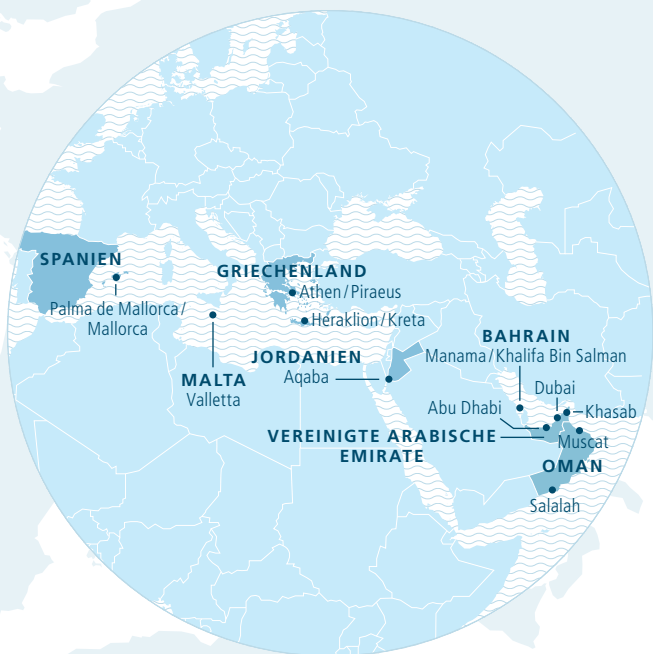 SPANIEN
Palma de Mallorca/
Mallorca
GRIECHENLAND
Athen/Piraeus
Heraklion/Kreta
MALTA
Valletta
JORDANIEN
Aqaba
BAHRAIN
Manama/Khalifa Bin Salman
Dubai
Abu Dhabi
Khasab
VEREINIGTE ARABISCHE
EMIRATE
Muscat
OMAN
Salalah